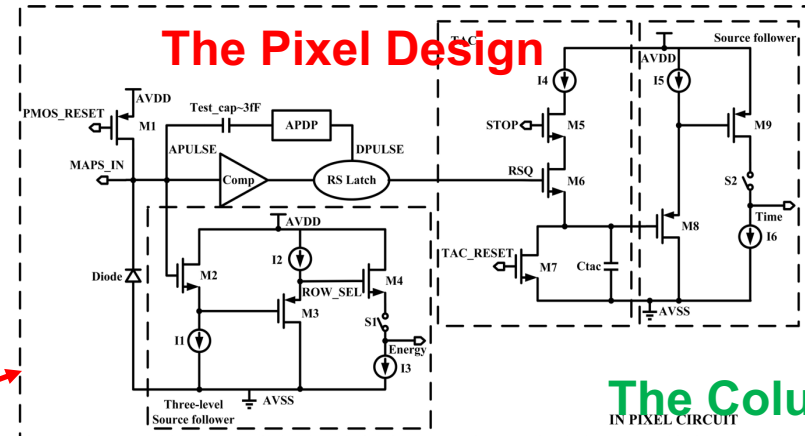 The Pixel Design
TAC
Source follower
AVDD
I4
I5
M9
AVDD
PMOS_RESET
M1
Test_cap~3fF
APDP
STOP
M5
MAPS_IN
APULSE
DPULSE
Comp
RS Latch
RSQ
M6
S2
Time
AVDD
M8
I6
I2
TAC_RESET
M7
Ctac
Diode
M2
M4
ROW_SEL
M3
AVSS
I1
S1
Energy
I3
Three-level
Source follower
AVSS
The Colu
IN PIXEL CIRCUIT